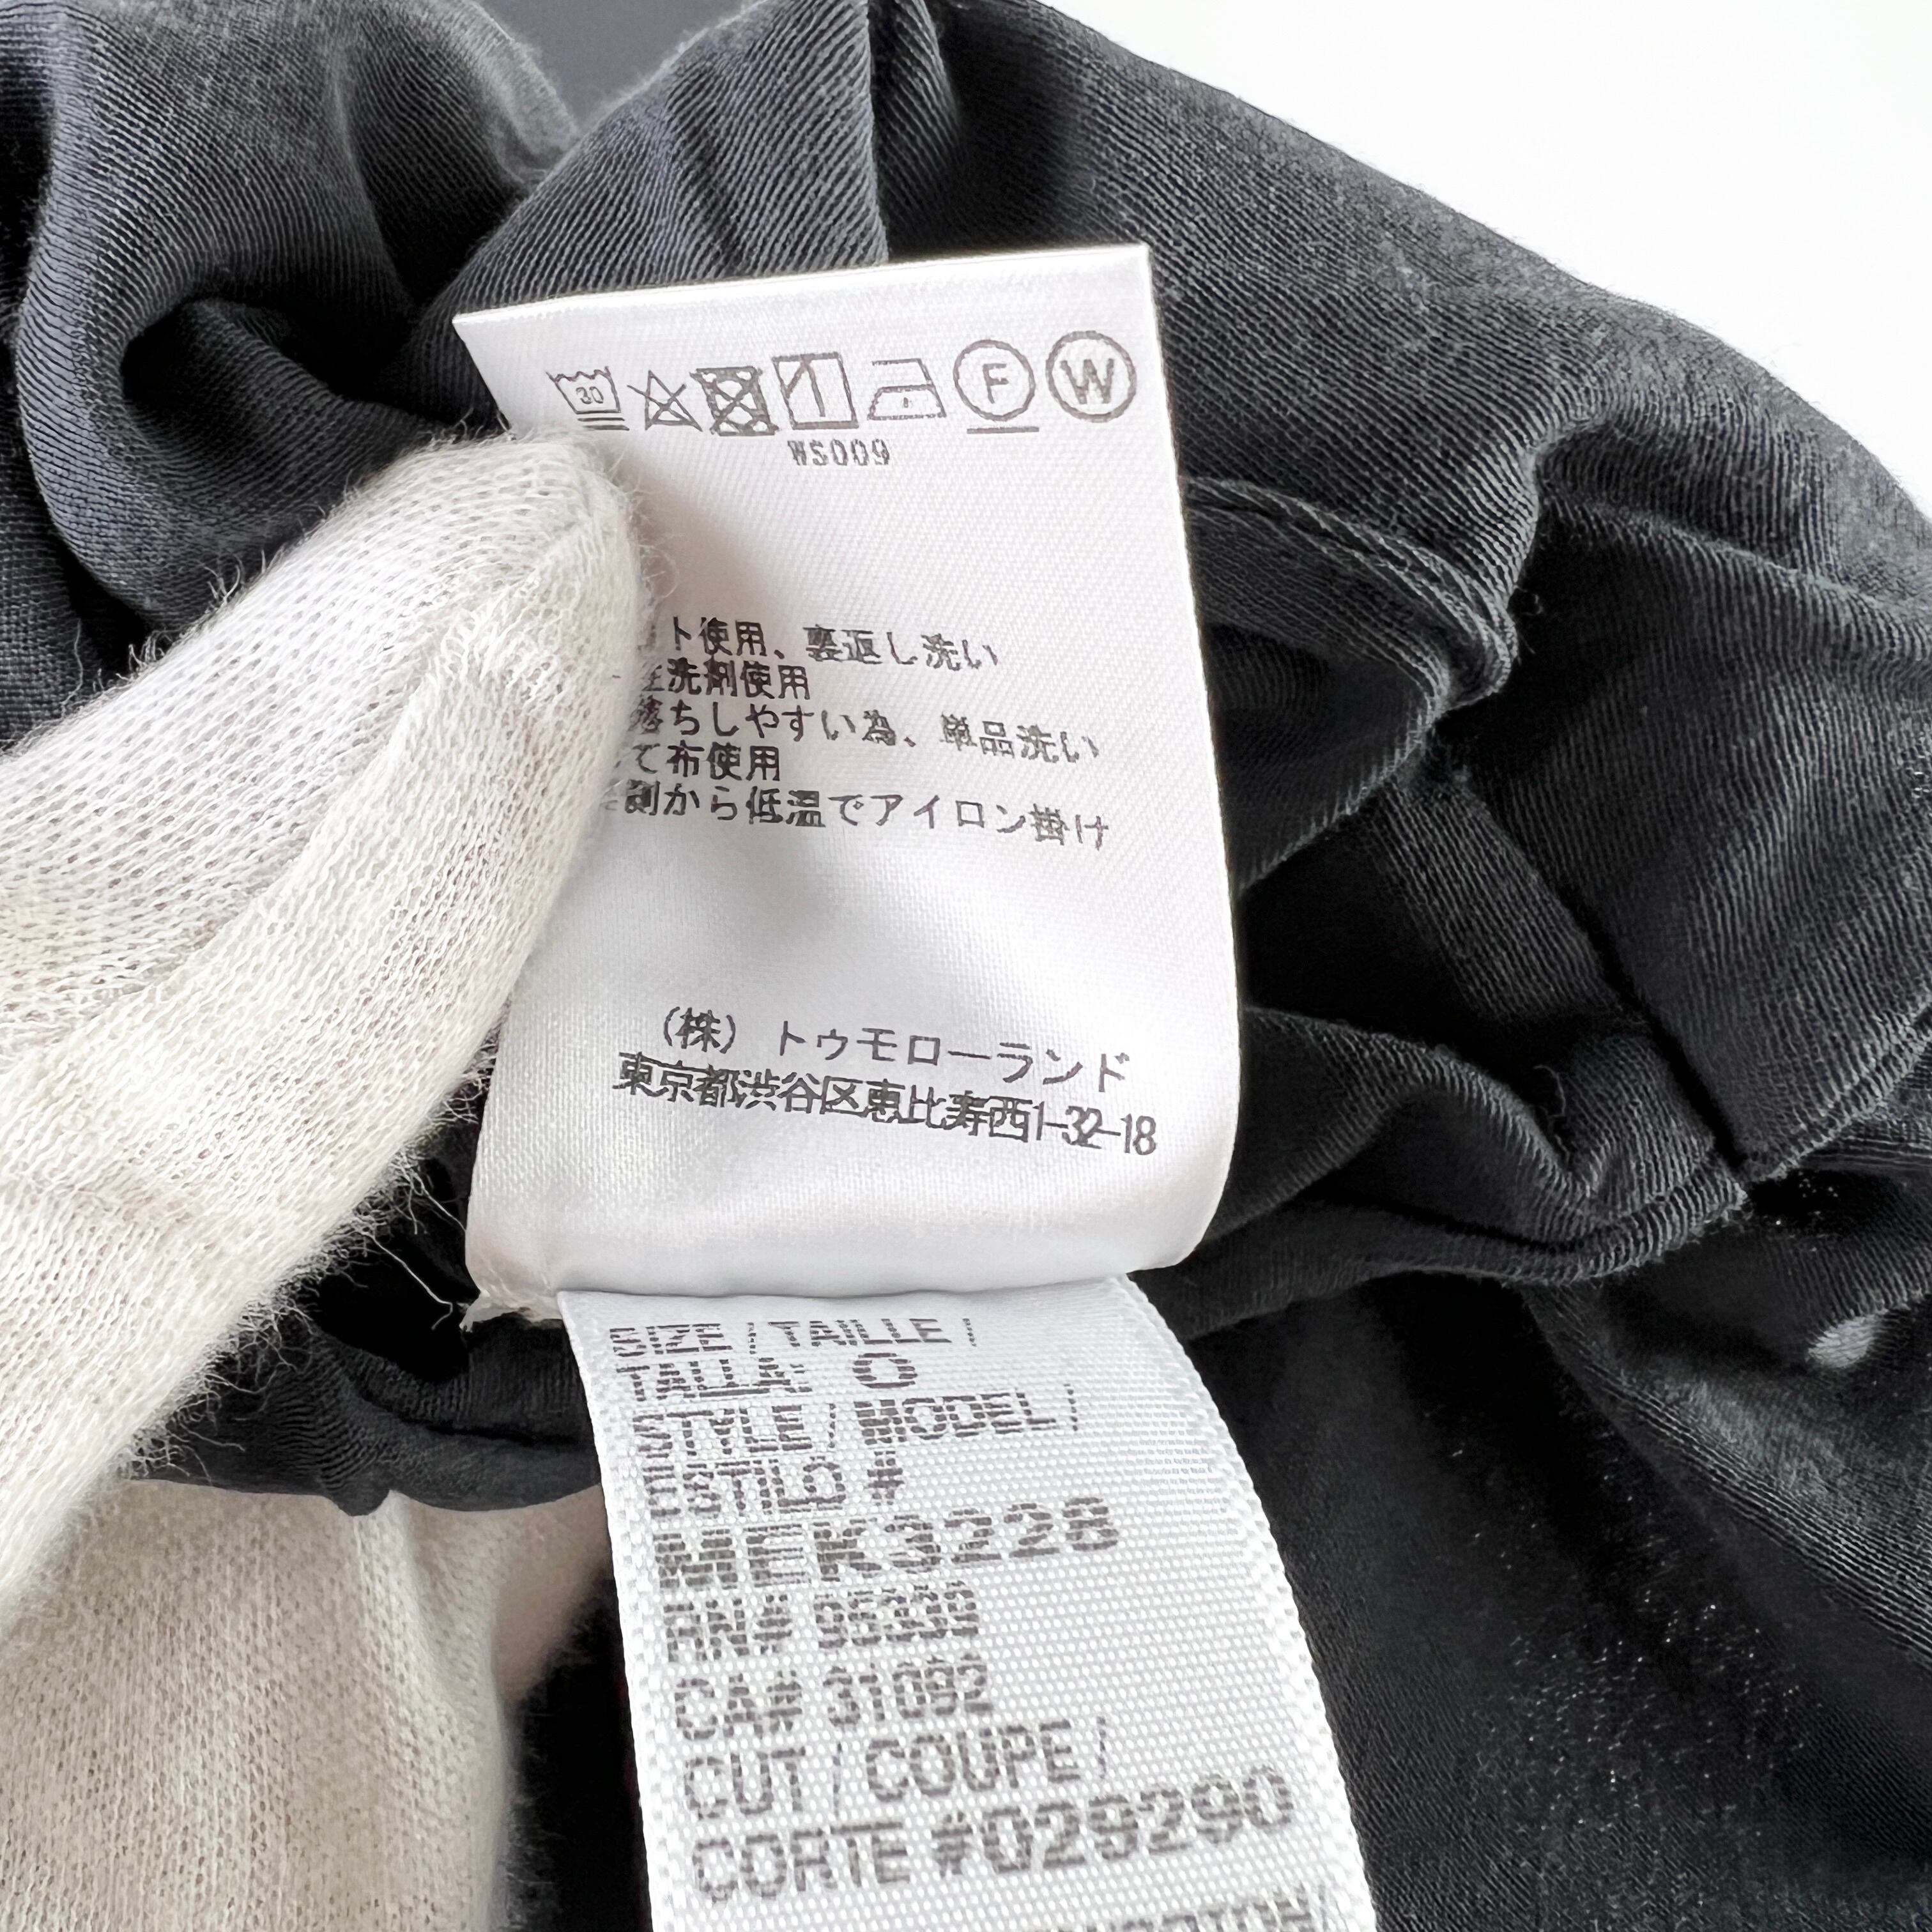 30
F
W
WS009
ト使用、裏返し洗い
洗剤使用
落ちしやすい為、単品洗い
て布使用
側から低温でアイロン掛け
(株) トゥモローランド
東京都渋谷区恵比寿西1-32-18
SIZE / TAILLE /
TALLA: O
STYLE / MODEL /
ESTILO #
MEK3228
RN#
CA# 31092
CUT / COUPE /
CORTE #029290